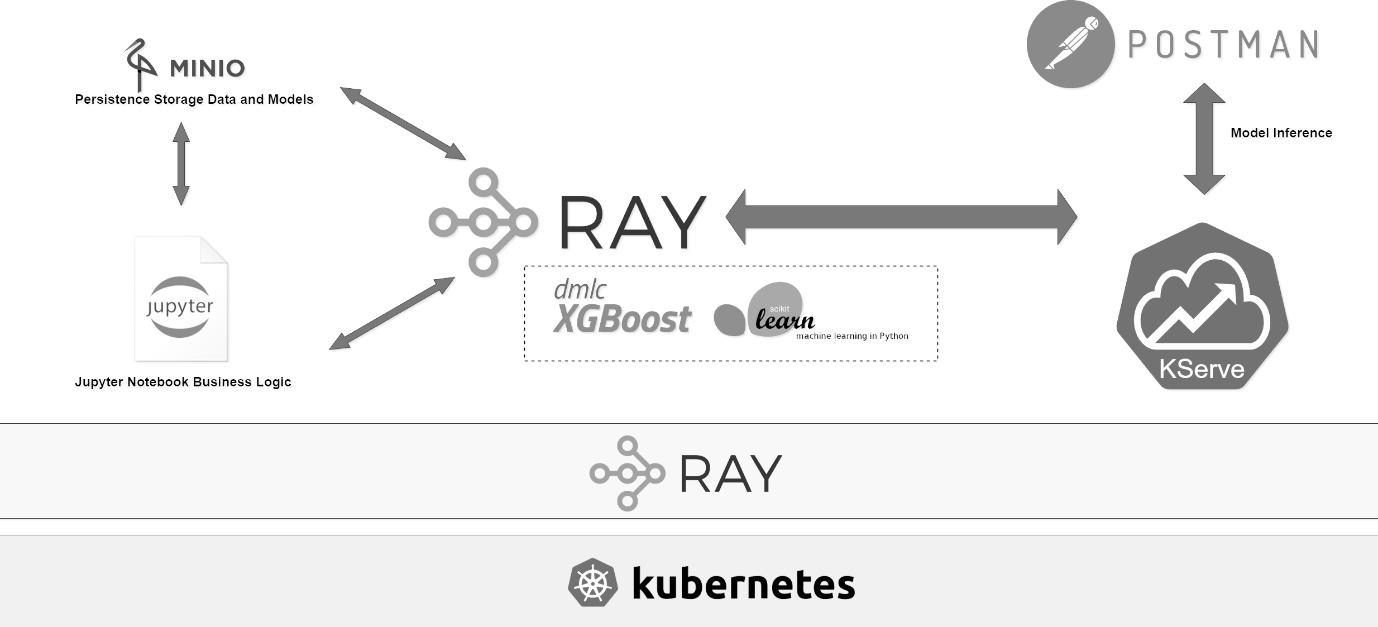 MINIO
Persistence Storage Data and Models
POSTMAN
Model Inference
RAY
jupyter
Jupyter Notebook Business Logic
dmlc
XGBoost
scikit
learn
machine learning in Python
KServe
RAY
kubernetes